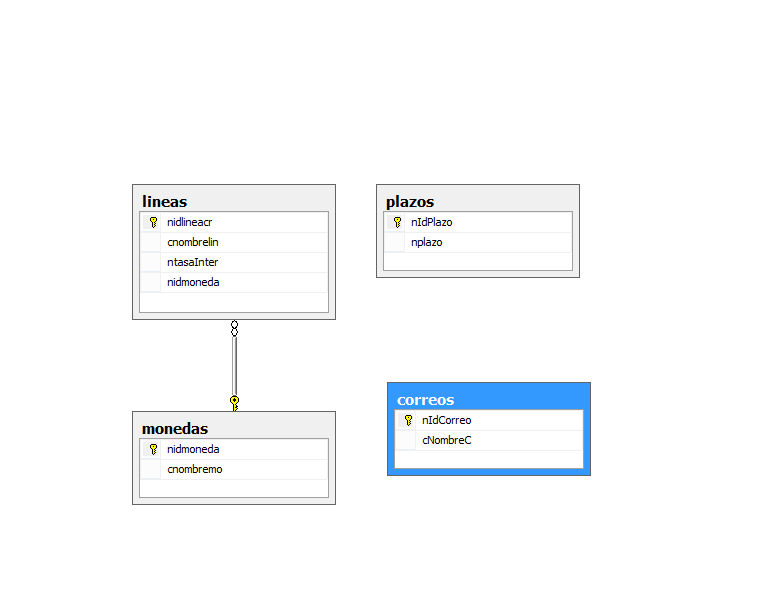 lineas
nidlineacr
cnombrelin
ntasaInter
nidmoneda
plazos
nIdPlazo
nplazo
monedas
nidmoneda
cnombremo
correos
nIdCorreo
cNombreC